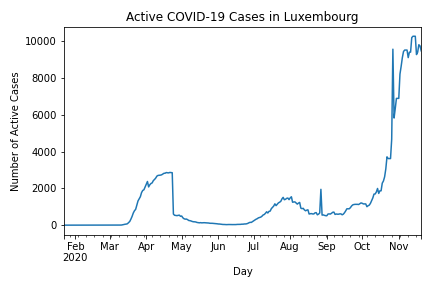 Active COVID-19 Cases in Luxembourg
Number of Active Cases
10000
8000
6000
4000
2000
0
Feb Mar Apr May Jun Jul Aug Sep Oct Nov
2020
Day